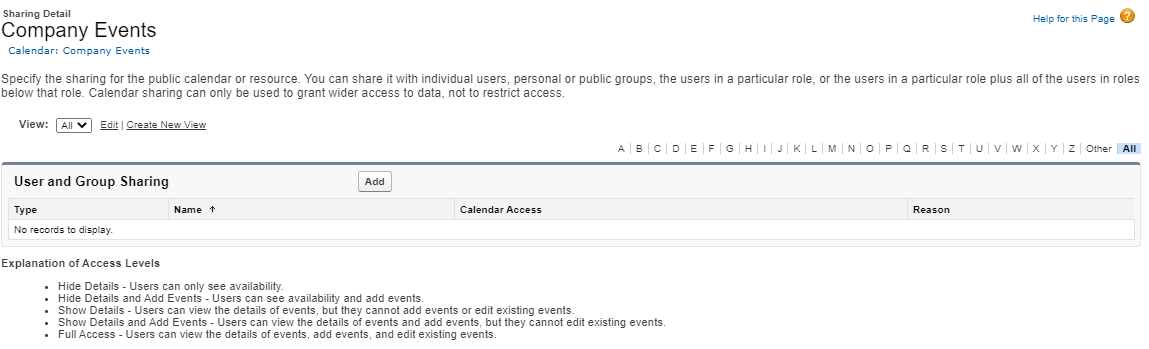 Sharing Detail
Company Events
Help for this Page ?
Calendar: Company Events
Specify the sharing for the public calendar or resource. You can share it with individual users, personal or public groups, the users in a particular role, or the users in a particular role plus all of the users in roles
below that role. Calendar sharing can only be used to grant wider access to data, not to restrict access.
View: All Edit | Create New View
A | B | C | D | E | F | G | H | I | J | K | L | M | N | O | P | Q | R | S | T | U | V | W | X | Y | Z | Other All
User and Group Sharing Add
Type Name ↑ Calendar Access Reason
No records to display.
Explanation of Access Levels
• Hide Details - Users can only see availability.
• Hide Details and Add Events - Users can see availability and add events.
• Show Details - Users can view the details of events, but they cannot add events or edit existing events.
• Show Details and Add Events - Users can view the details of events and add events, but they cannot edit existing events.
• Full Access - Users can view the details of events, add events, and edit existing events.